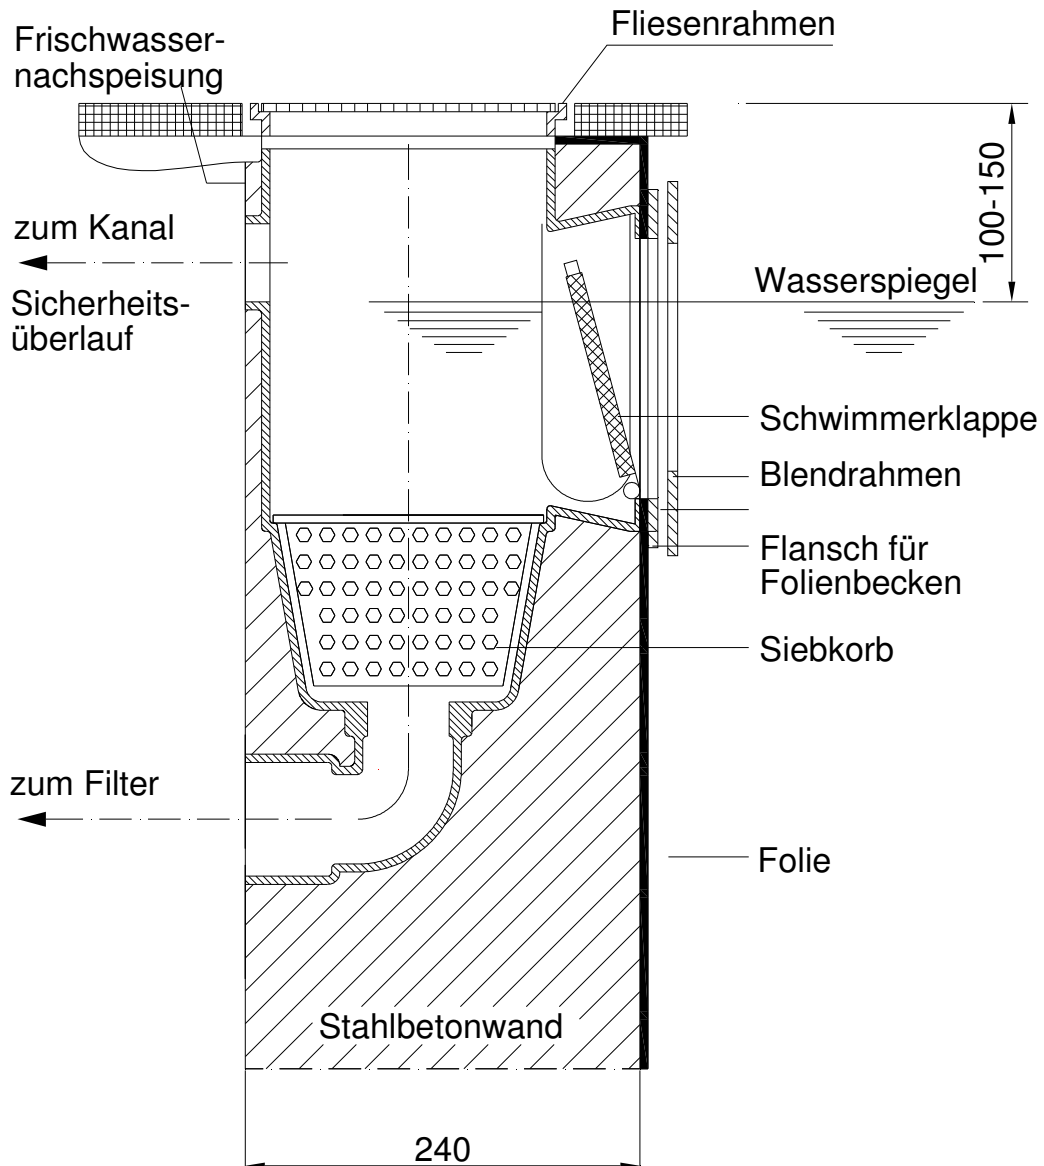 Fliesenrahmen
Frischwasser-
nachspeisung
100-150
zum Kanal
Sicherheits-
überlauf
Wasserspiegel
Schwimmerklappe
Blendrahmen
Flansch für
Folienbecken
Siebkorb
zum Filter
Folie
Stahlbetonwand
240